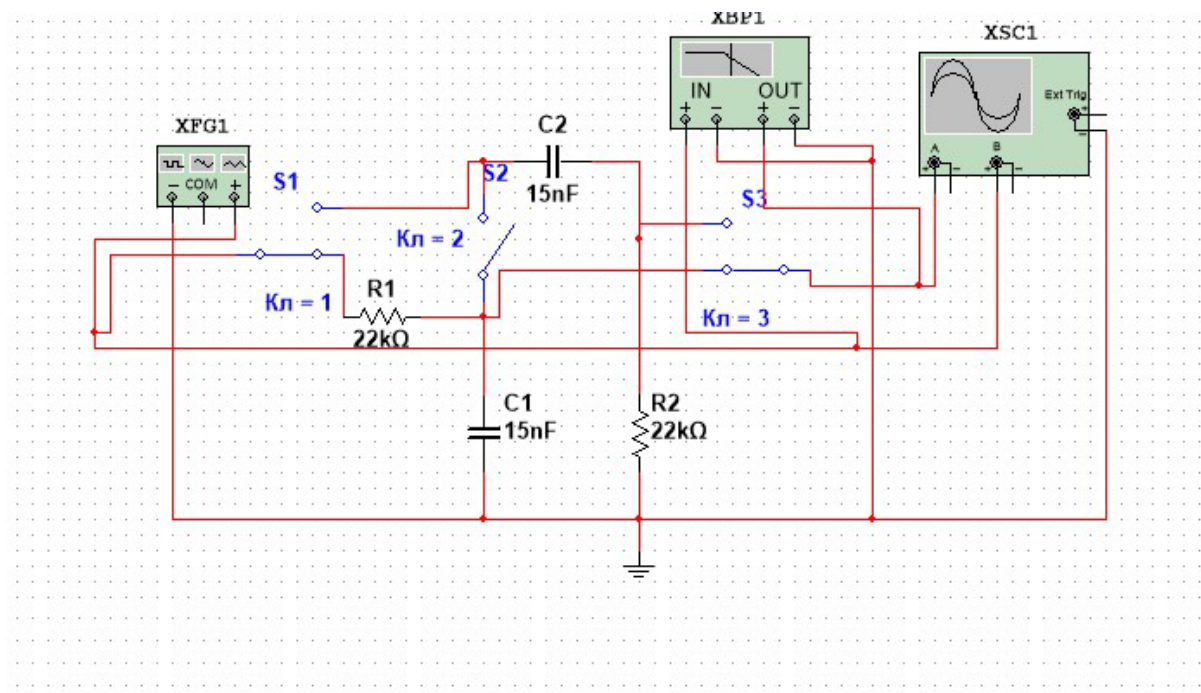 XBP1
XSC1
IN OUT
+ − + −
Ext Trig
+
−
A B
+ − + −
XFG1
− COM +
C2
15nF
S1
S2
S3
Кл = 2
Кл = 1
R1
22kΩ
Кл = 3
C1
15nF
R2
22kΩ